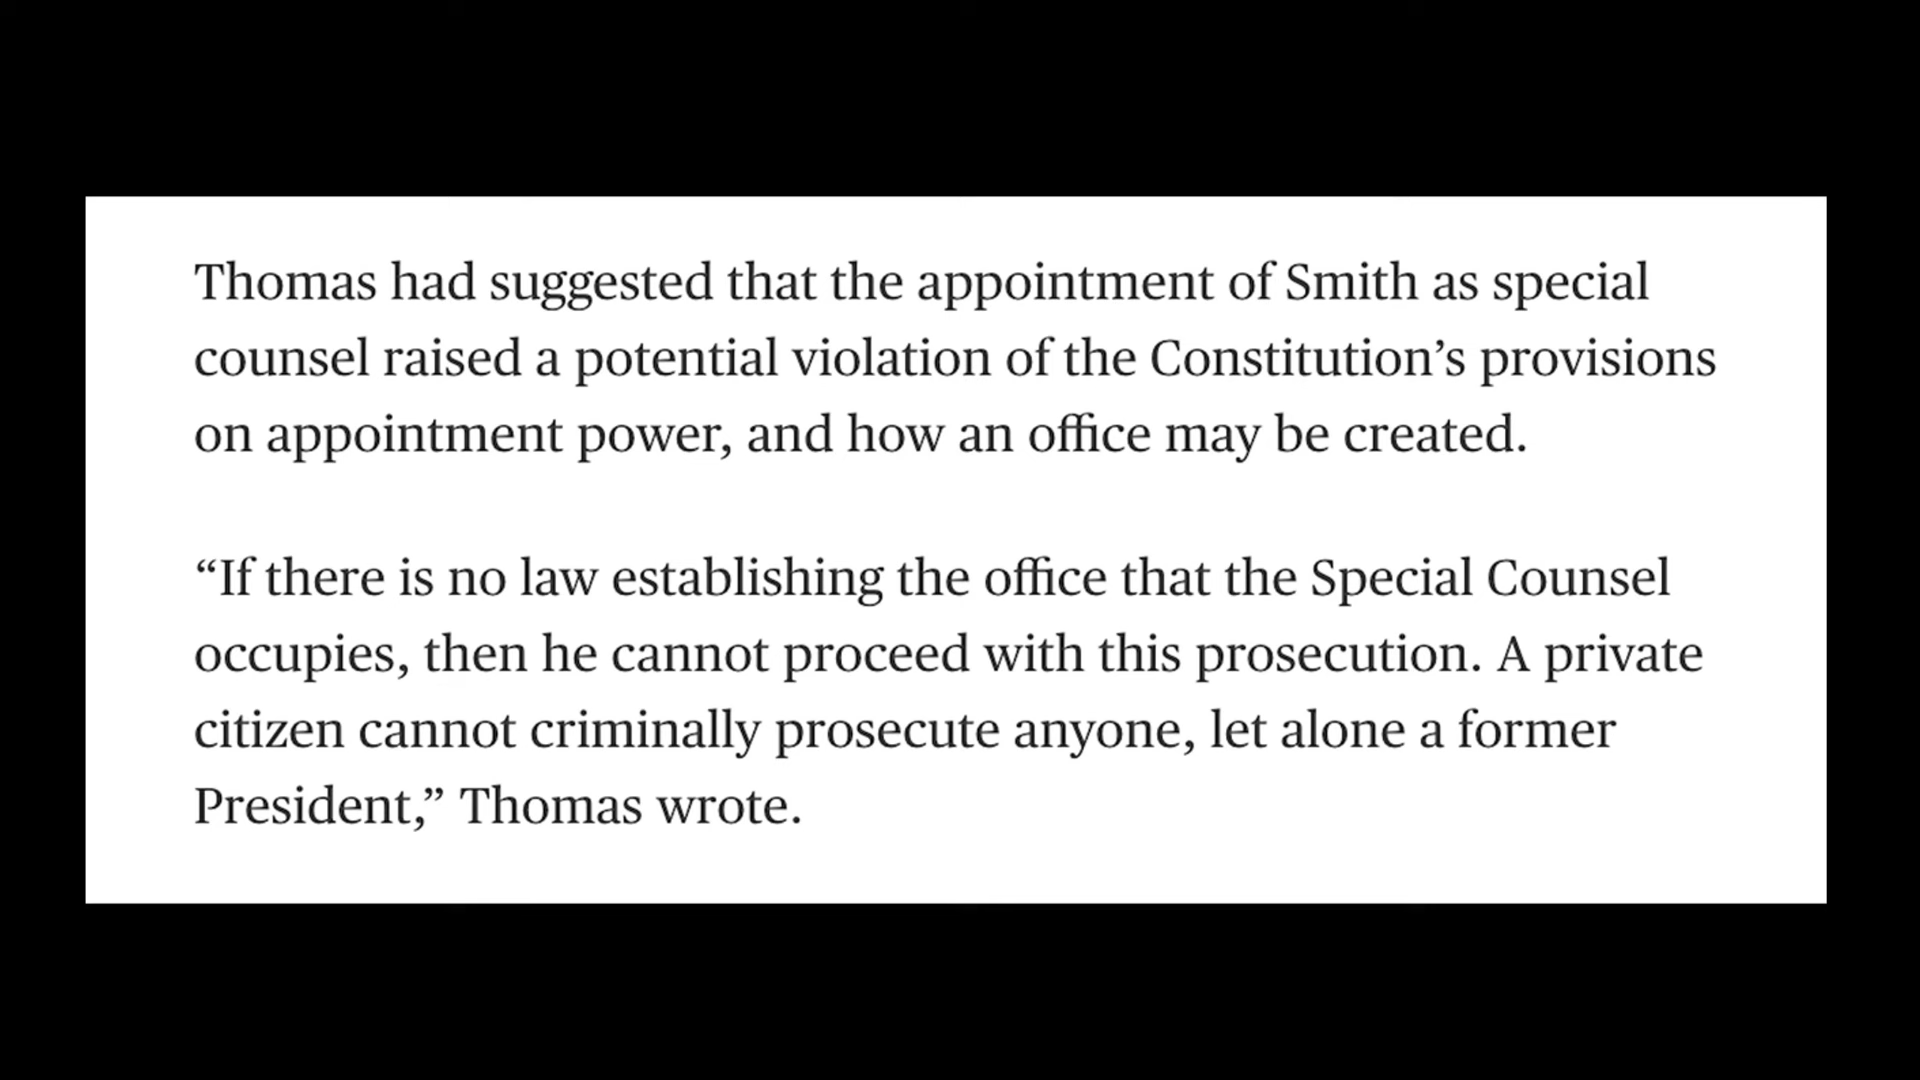 Thomas had suggested that the appointment of Smith as special
counsel raised a potential violation of the Constitution’s provisions
on appointment power, and how an office may be created.
“If there is no law establishing the office that the Special Counsel
occupies, then he cannot proceed with this prosecution. A private
citizen cannot criminally prosecute anyone, let alone a former
President,” Thomas wrote.